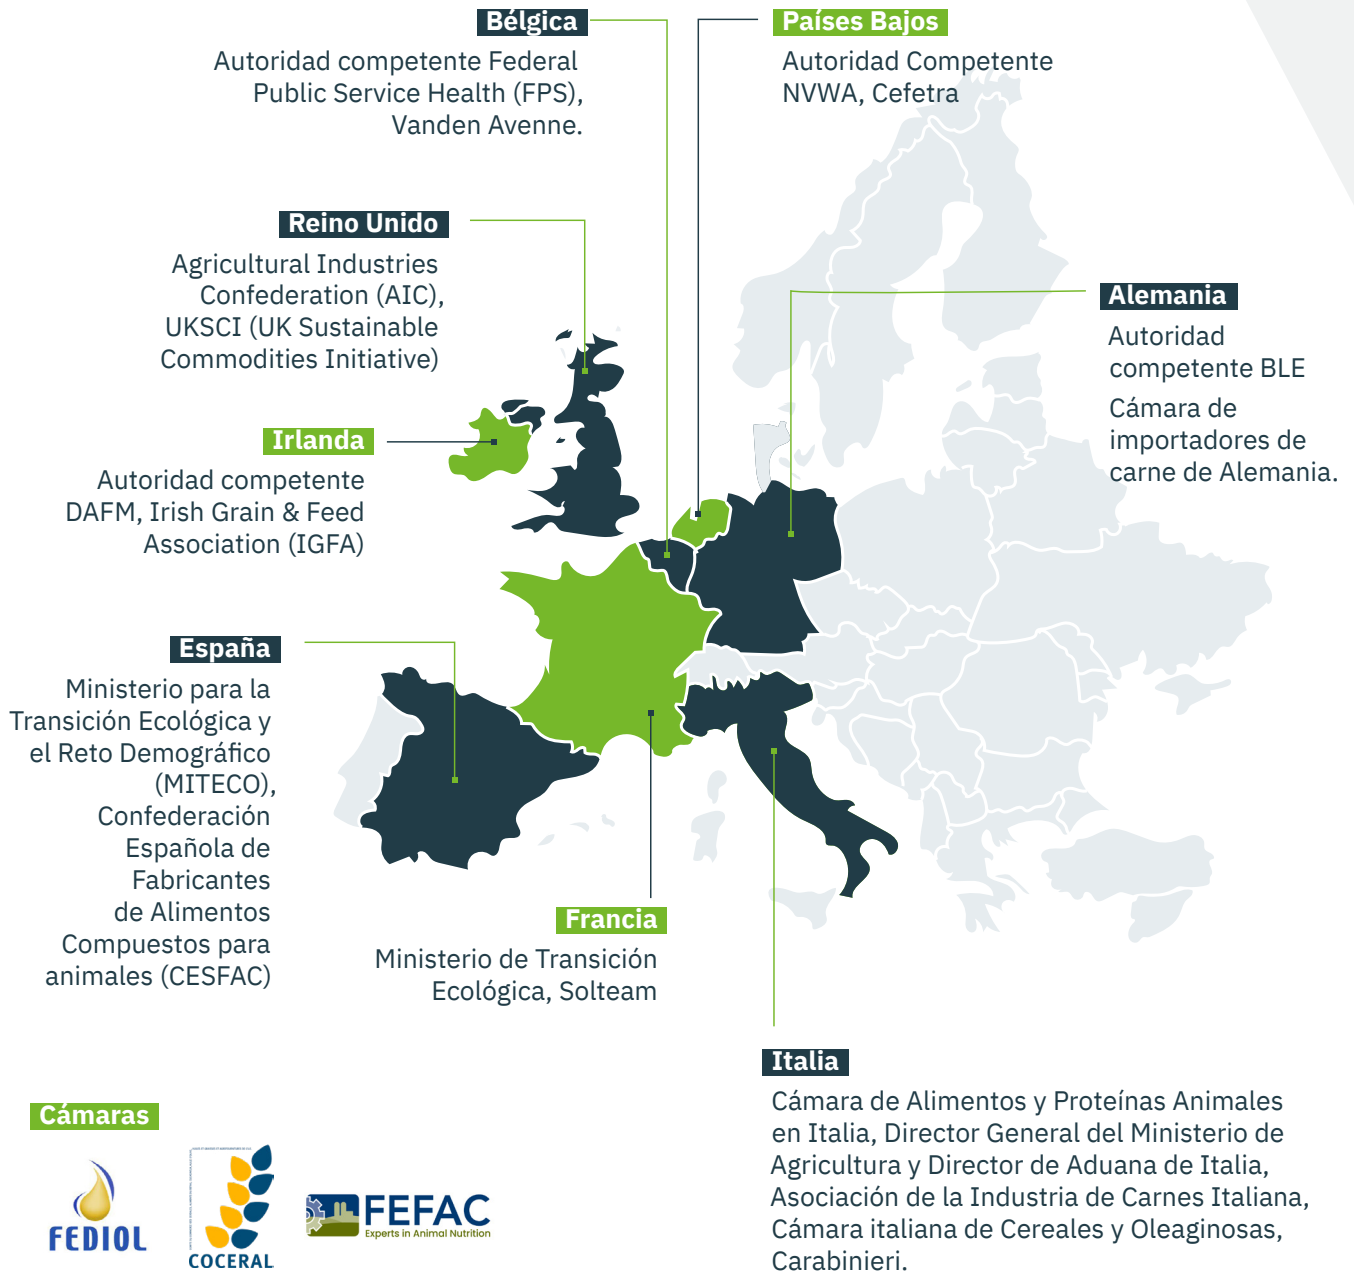 Bélgica
Autoridad competente Federal
Public Service Health (FPS),
Vanden Avenne.
Países Bajos
Autoridad Competente
NVWA, Cefetra
Reino Unido
Agricultural Industries
Confederation (AIC),
UKSCI (UK Sustainable
Commodities Initiative)
Alemania
Autoridad
competente BLE
Cámara de
importadores de
carne de Alemania.
Irlanda
Autoridad competente
DAFM, Irish Grain & Feed
Association (IGFA)
España
Ministerio para la
Transición Ecológica y
el Reto Demográfico
(MITECO),
Confederación
Española de
Fabricantes
de Alimentos
Compuestos para
animales (CESFAC)
Francia
Ministerio de Transición
Ecológica, Solteam
Italia
Cámara de Alimentos y Proteínas Animales
en Italia, Director General del Ministerio de
Agricultura y Director de Aduana de Italia,
Asociación de la Industria de Carnes Italiana,
Cámara italiana de Cereales y Oleaginosas,
Carabinieri.
Cámaras
FEDIOL
COCERAL
FEFAC
Experts in Animal Nutrition